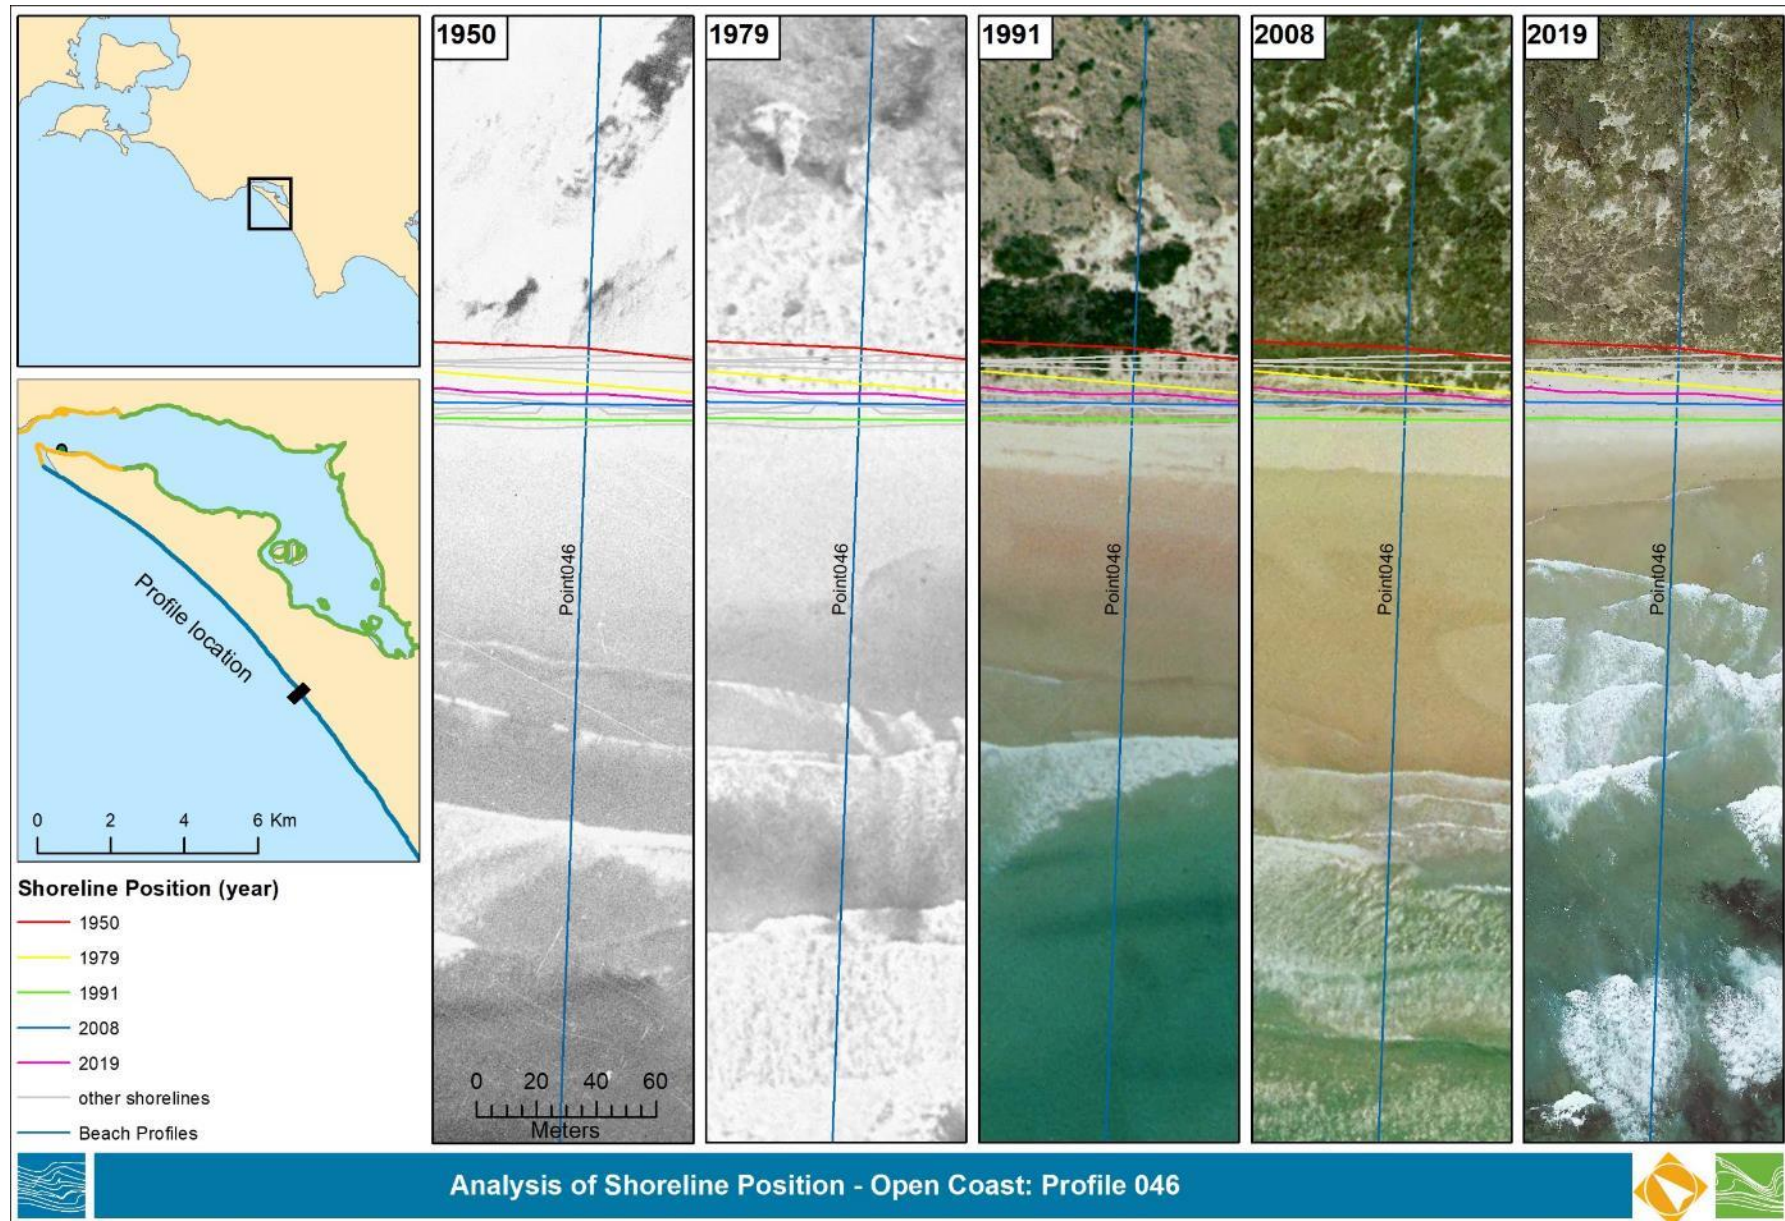 1950
1979
1991
2008
2019
Point046
Point046
Point046
Point046
Point046
Profile location
0 2 4 6 Km
Shoreline Position (year)
1950
1979
1991
2008
2019
other shorelines
Beach Profiles
0 20 40 60
Meters
Analysis of Shoreline Position - Open Coast: Profile 046